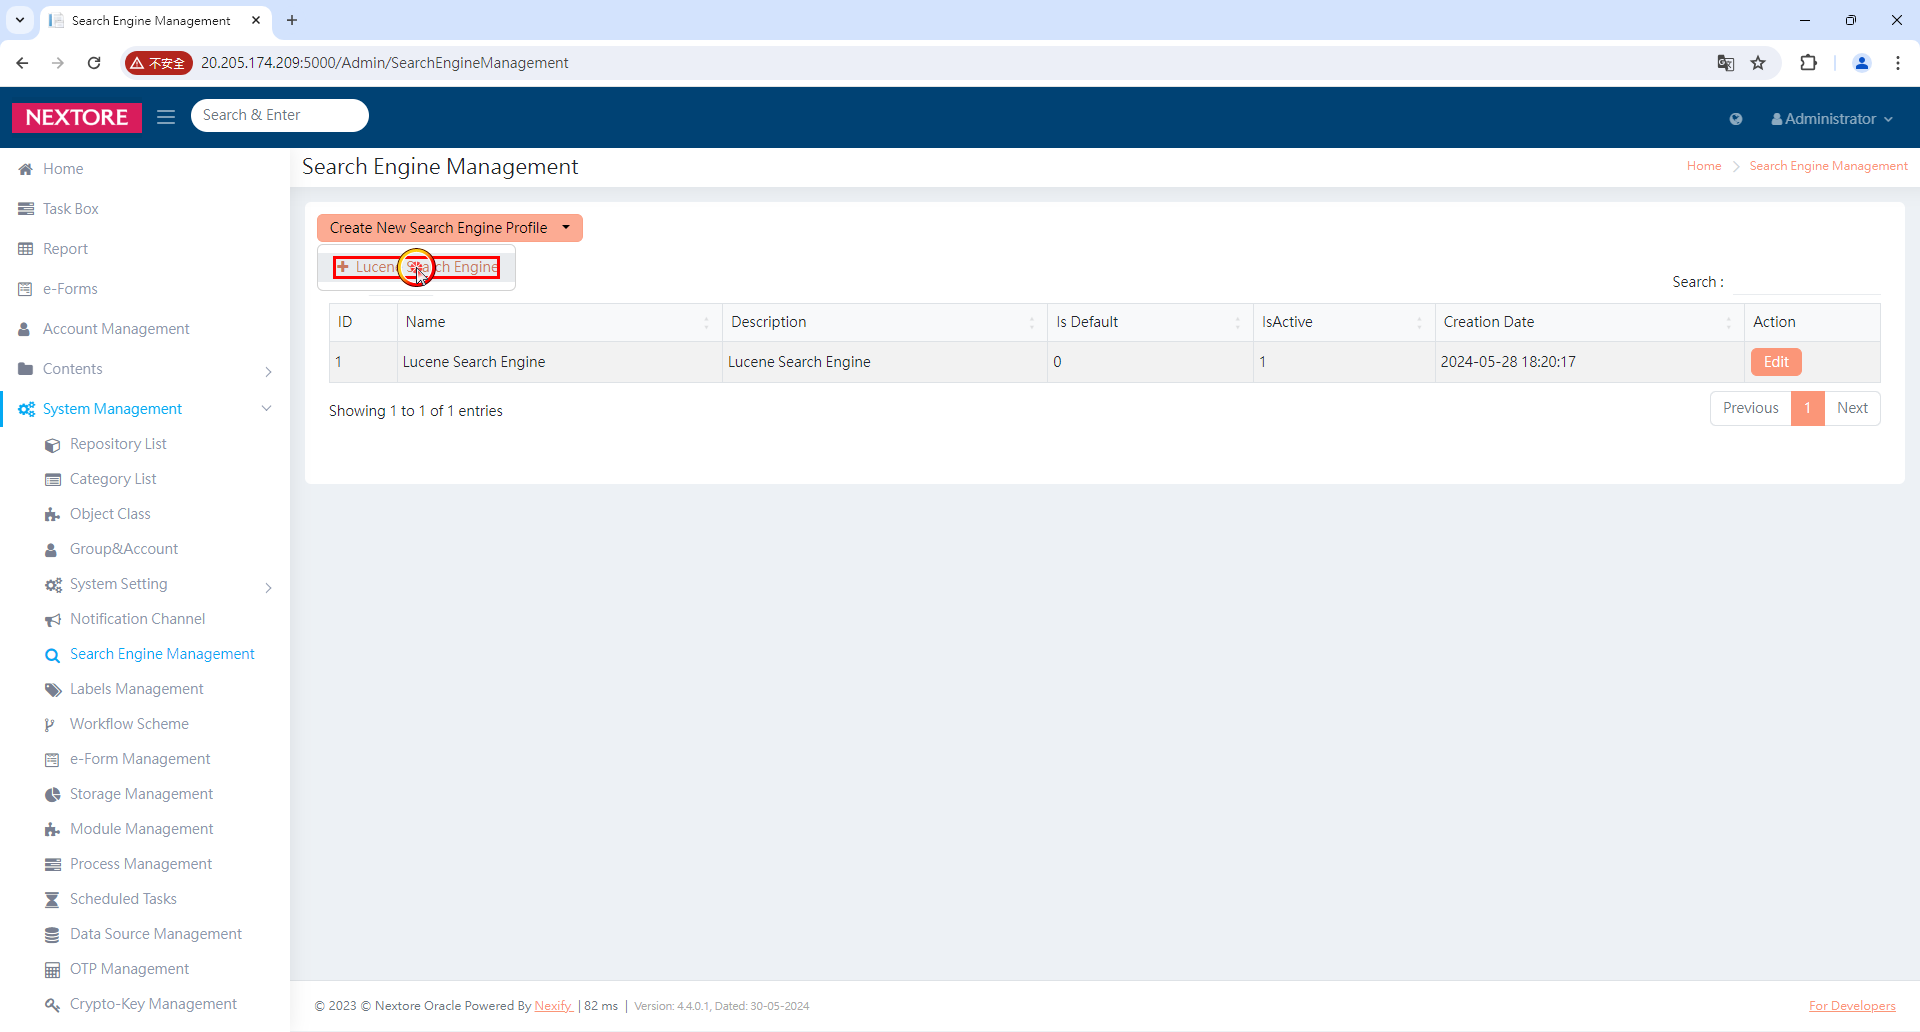 Search Engine Management
不安全 20.205.174.209:5000/Admin/SearchEngineManagement
NEXTORE Search & Enter Administrator
Home
Task Box
Report
e-Forms
Account Management
Contents
System Management
Repository List
Category List
Object Class
Group&Account
System Setting
Notification Channel
Search Engine Management
Labels Management
Workflow Scheme
e-Form Management
Storage Management
Module Management
Process Management
Scheduled Tasks
Data Source Management
OTP Management
Crypto-Key Management
Search Engine Management
Home Search Engine Management
Create New Search Engine Profile
Lucene Search Engine
Search :
ID Name Description Is Default IsActive Creation Date Action
1 Lucene Search Engine Lucene Search Engine 0 1 2024-05-28 18:20:17 Edit
Showing 1 to 1 of 1 entries
Previous 1 Next
© 2023 © Nextore Oracle Powered By Nexify | 82 ms | Version: 4.4.0.1, Dated: 30-05-2024
For Developers